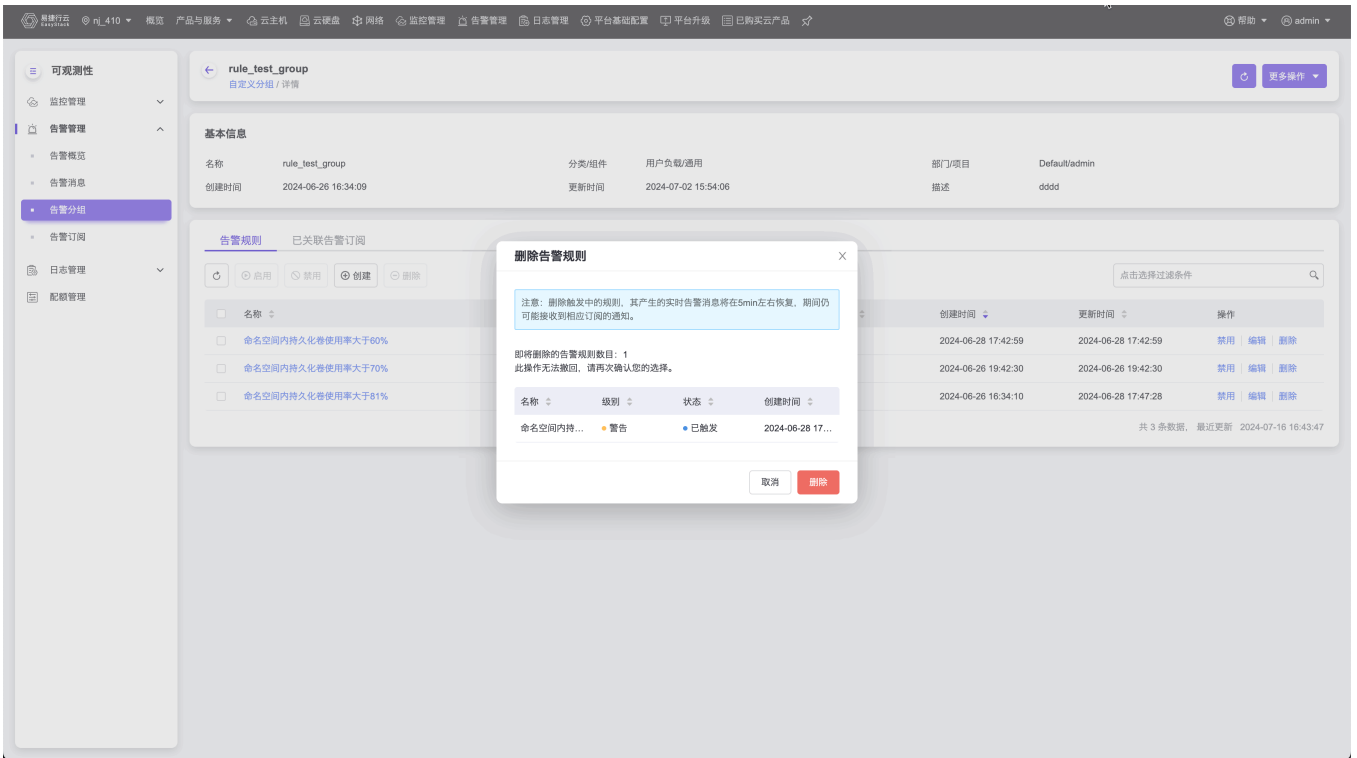 易捷行云 EasyStack nj_410 概览 产品与服务 云主机 云硬盘 网络 监控管理 告警管理 日志管理 平台基础配置 平台升级 已购买云产品 帮助 admin
可观测性
监控管理
告警管理
告警概览
告警消息
告警分组
告警订阅
日志管理
配额管理
rule_test_group
自定义分组 / 详情
更多操作
基本信息
名称 rule_test_group 分类/组件 用户负载/通用 部门/项目 Default/admin
创建时间 2024-06-26 16:34:09 更新时间 2024-07-02 15:54:06 描述 dddd
告警规则 已关联告警订阅
启用 禁用 创建 删除 点击选择过滤条件
名称 创建时间 更新时间 操作
命名空间内持久化卷使用率大于60% 2024-06-28 17:42:59 2024-06-28 17:42:59 禁用 编辑 删除
命名空间内持久化卷使用率大于70% 2024-06-26 19:42:30 2024-06-26 19:42:30 禁用 编辑 删除
命名空间内持久化卷使用率大于81% 2024-06-26 16:34:10 2024-06-28 17:47:28 禁用 编辑 删除
共 3 条数据, 最近更新 2024-07-16 16:43:47
删除告警规则
注意：删除触发中的规则，其产生的实时告警消息将在5min左右恢复，期间仍
可能接收到相应订阅的通知。
即将删除的告警规则数目：1
此操作无法撤回，请再次确认您的选择。
名称 级别 状态 创建时间
命名空间内持... 警告 已触发 2024-06-28 17...
取消 删除